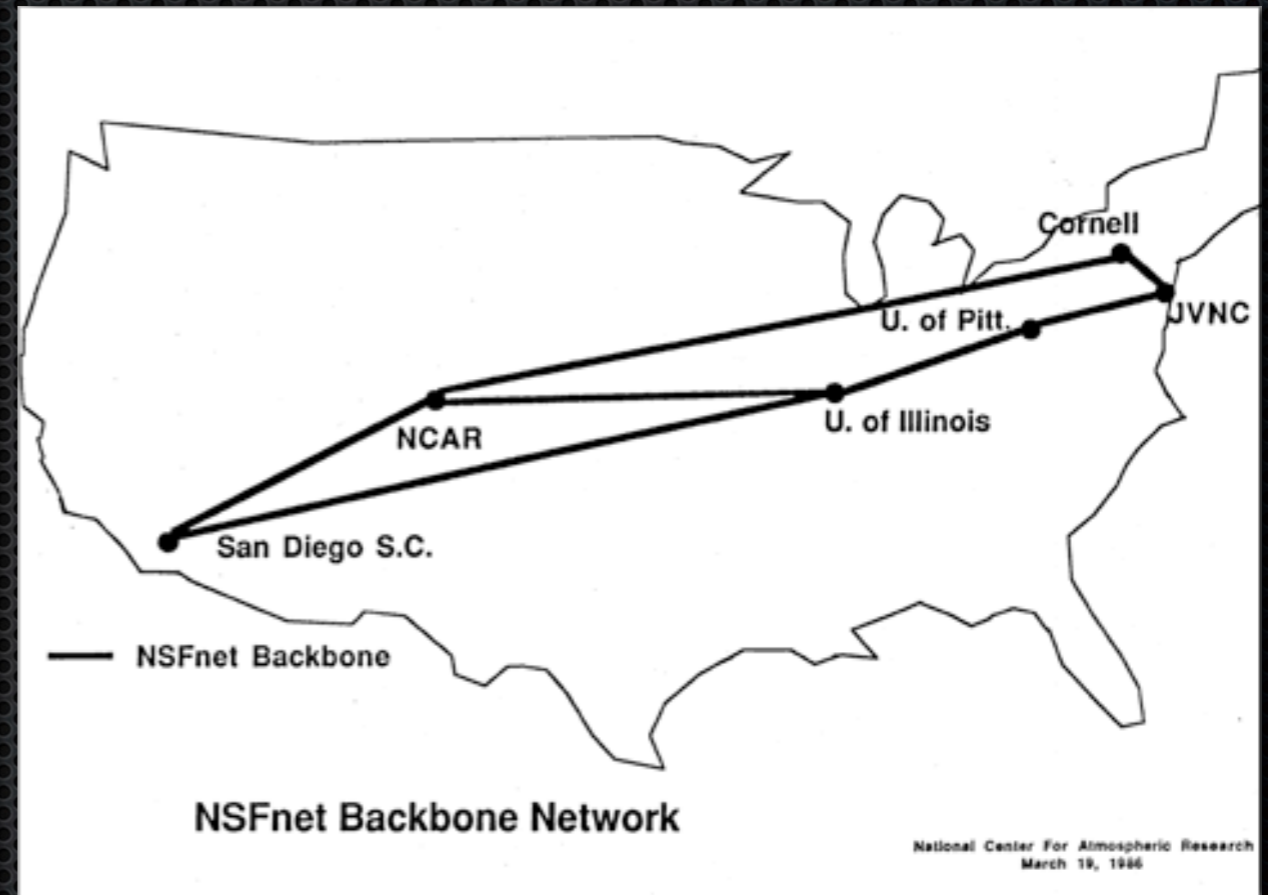 Cornell
U. of Pitt.
JVNC
NCAR
U. of Illinois
San Diego S.C.
NSFnet Backbone
NSFnet Backbone Network
National Center For Atmospheric Research
March 19, 1986